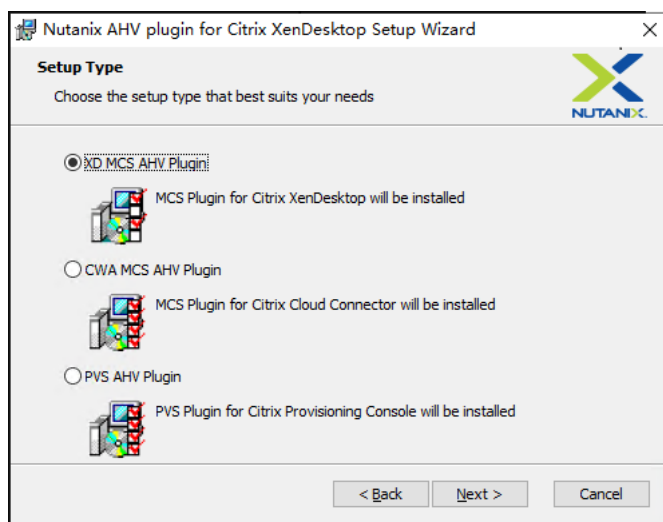 Nutanix AHV plugin for Citrix XenDesktop Setup Wizard
Setup Type
Choose the setup type that best suits your needs
NUTANIX.
XD MCS AHV Plugin
MCS Plugin for Citrix XenDesktop will be installed
CWA MCS AHV Plugin
MCS Plugin for Citrix Cloud Connector will be installed
PVS AHV Plugin
PVS Plugin for Citrix Provisioning Console will be installed
< Back Next > Cancel